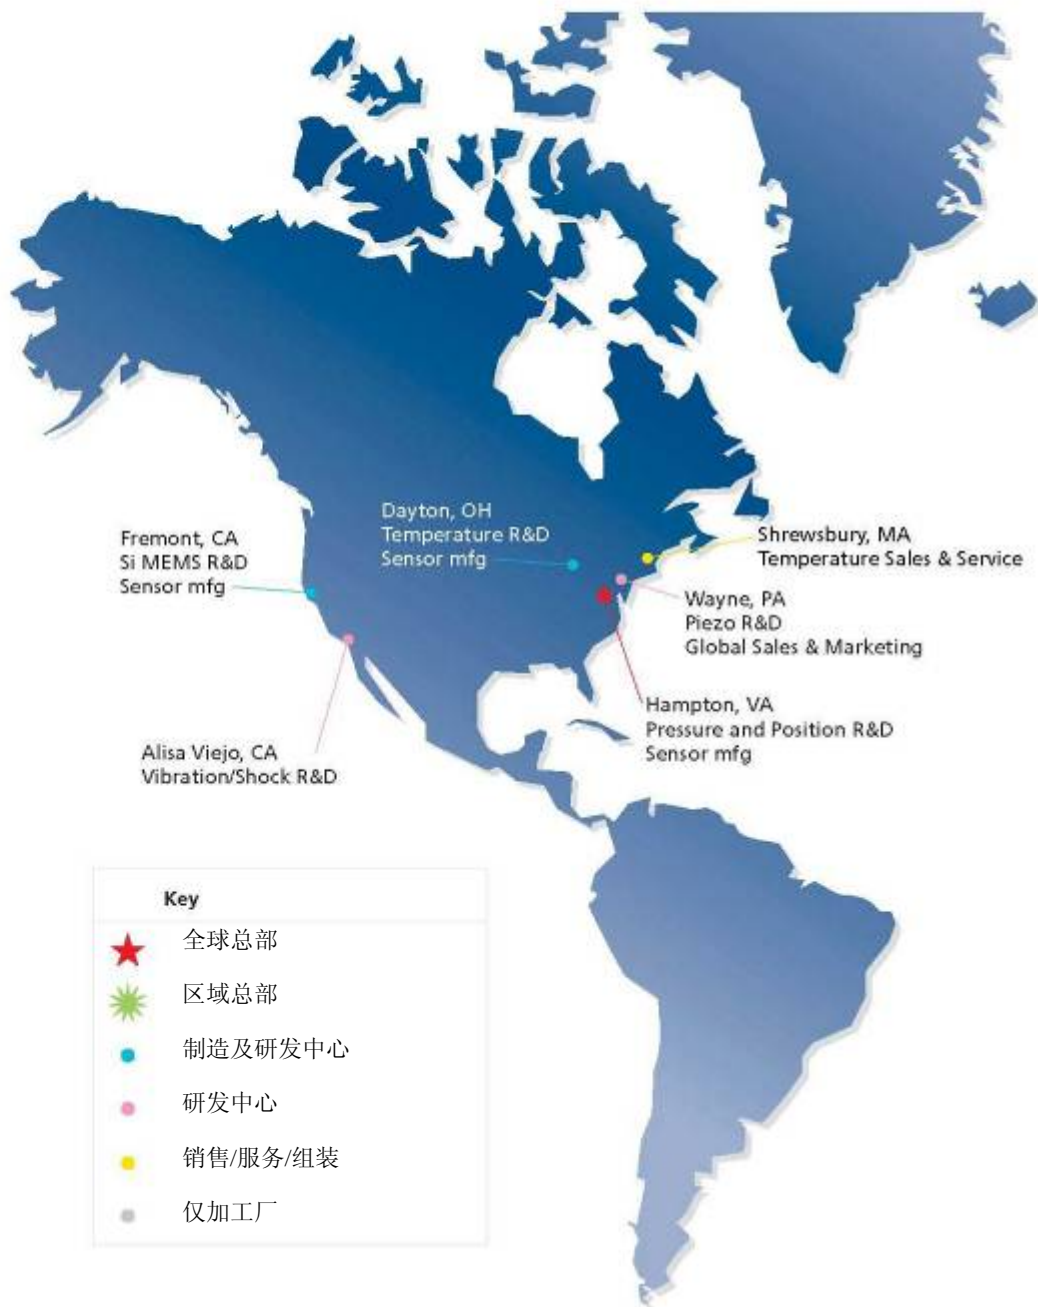 Dayton, OH
Temperature R&D
Sensor mfg
Fremont, CA
Si MEMS R&D
Sensor mfg
Shrewsbury, MA
Temperature Sales & Service
Wayne, PA
Piezo R&D
Global Sales & Marketing
Hampton, VA
Pressure and Position R&D
Sensor mfg
Alisa Viejo, CA
Vibration/Shock R&D
Key
全球总部
区域总部
制造及研发中心
研发中心
销售/服务/组装
仅加工厂